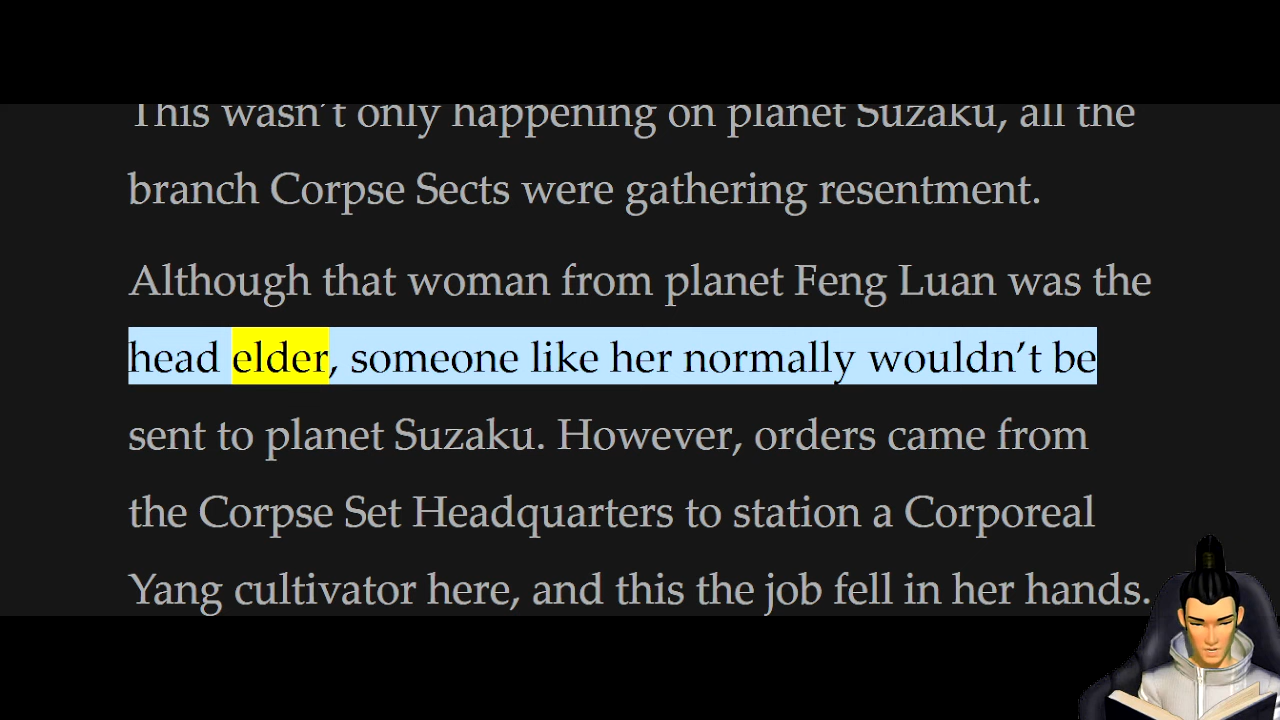 This wasn't only happening on planet Suzaku, all the
branch Corpse Sects were gathering resentment.
Although that woman from planet Feng Luan was the
head elder, someone like her normally wouldn't be
sent to planet Suzaku. However, orders came from
the Corpse Set Headquarters to station a Corporeal
Yang cultivator here, and this the job fell in her hands.